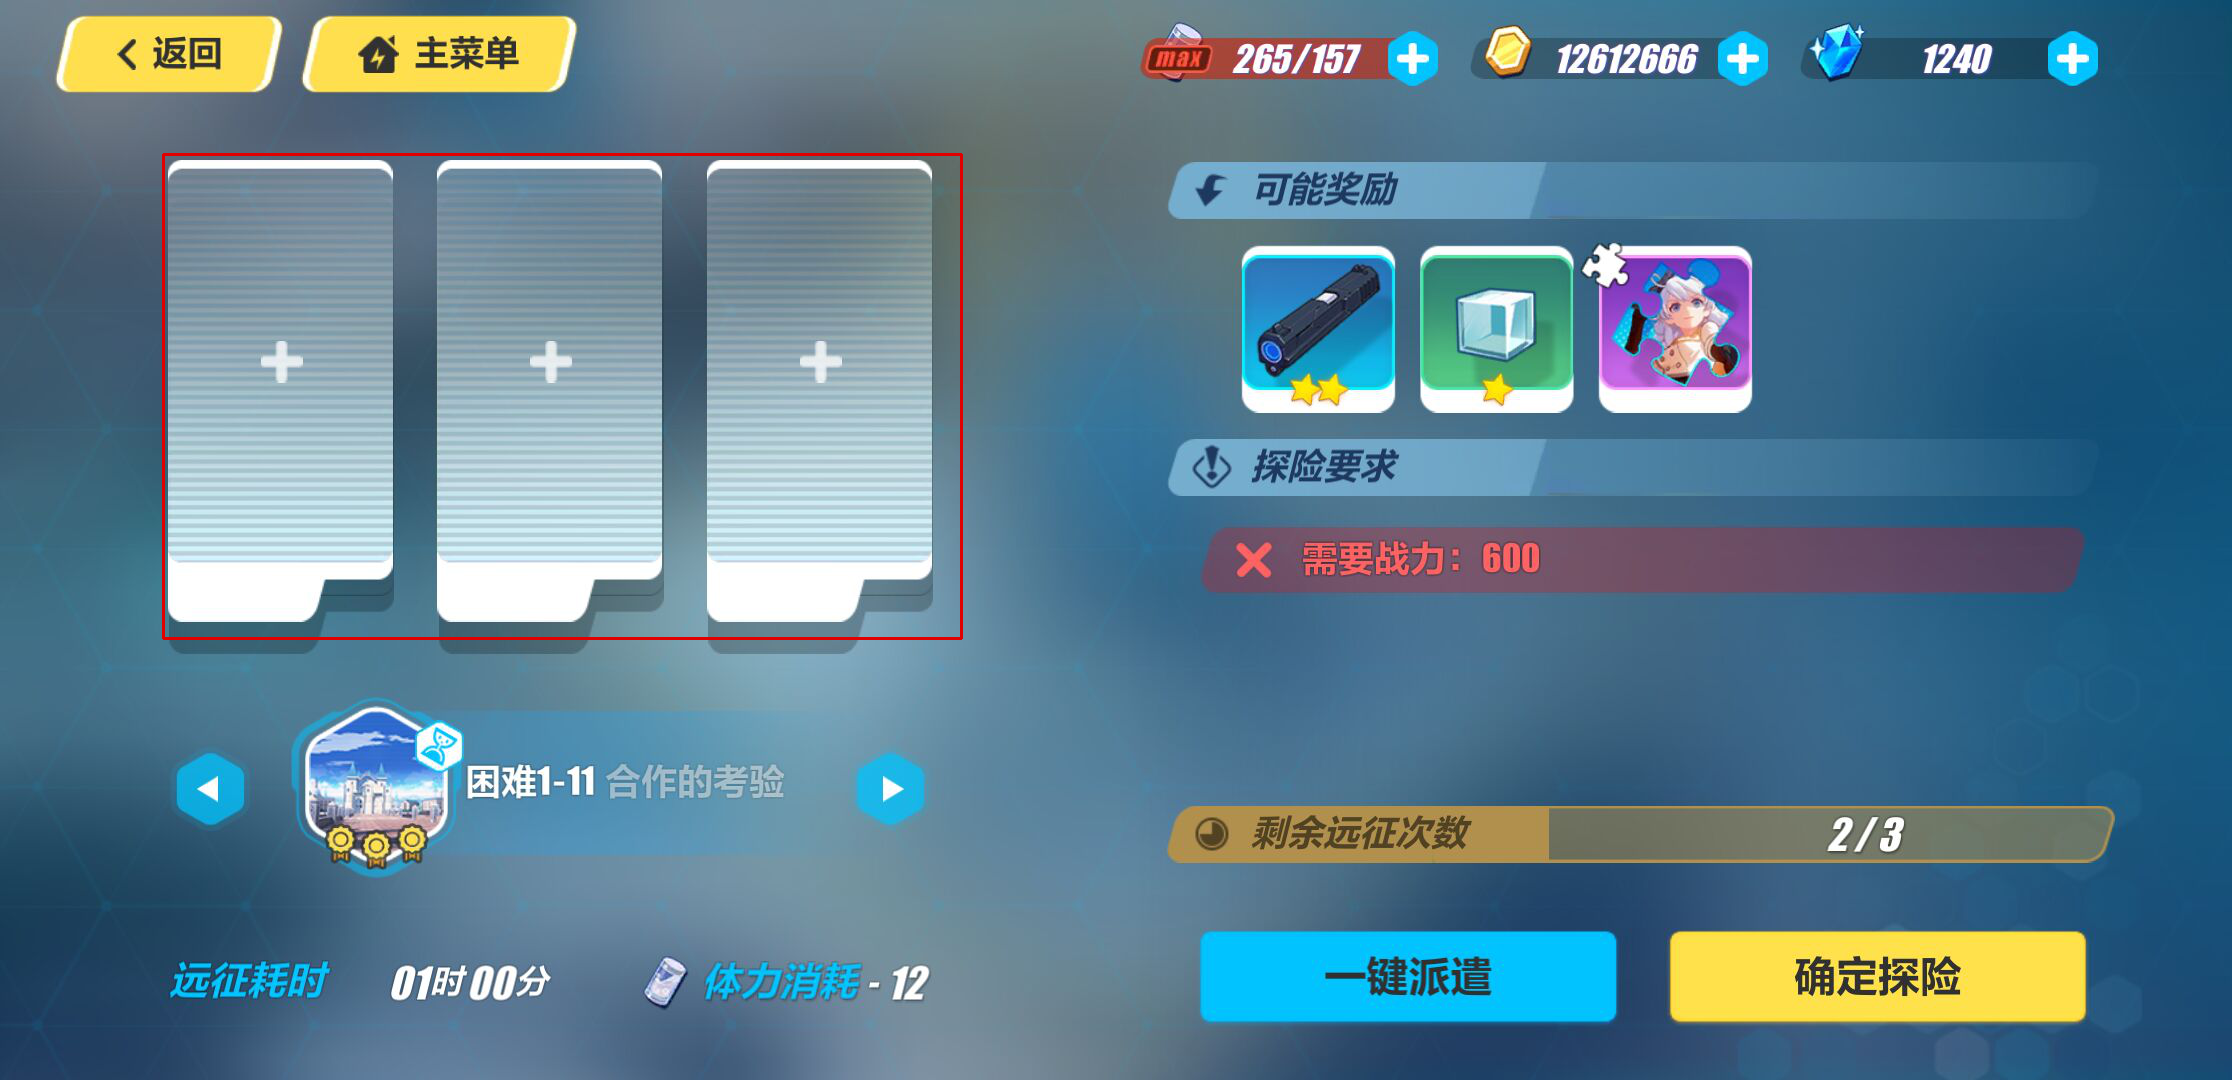 返回
主菜单
max
265/157
12612666
1240
可能奖励
探险要求
需要战力：600
困难1-11 合作的考验
剩余远征次数
2/3
远征耗时
01时00分
体力消耗 - 12
一键派遣
确定探险